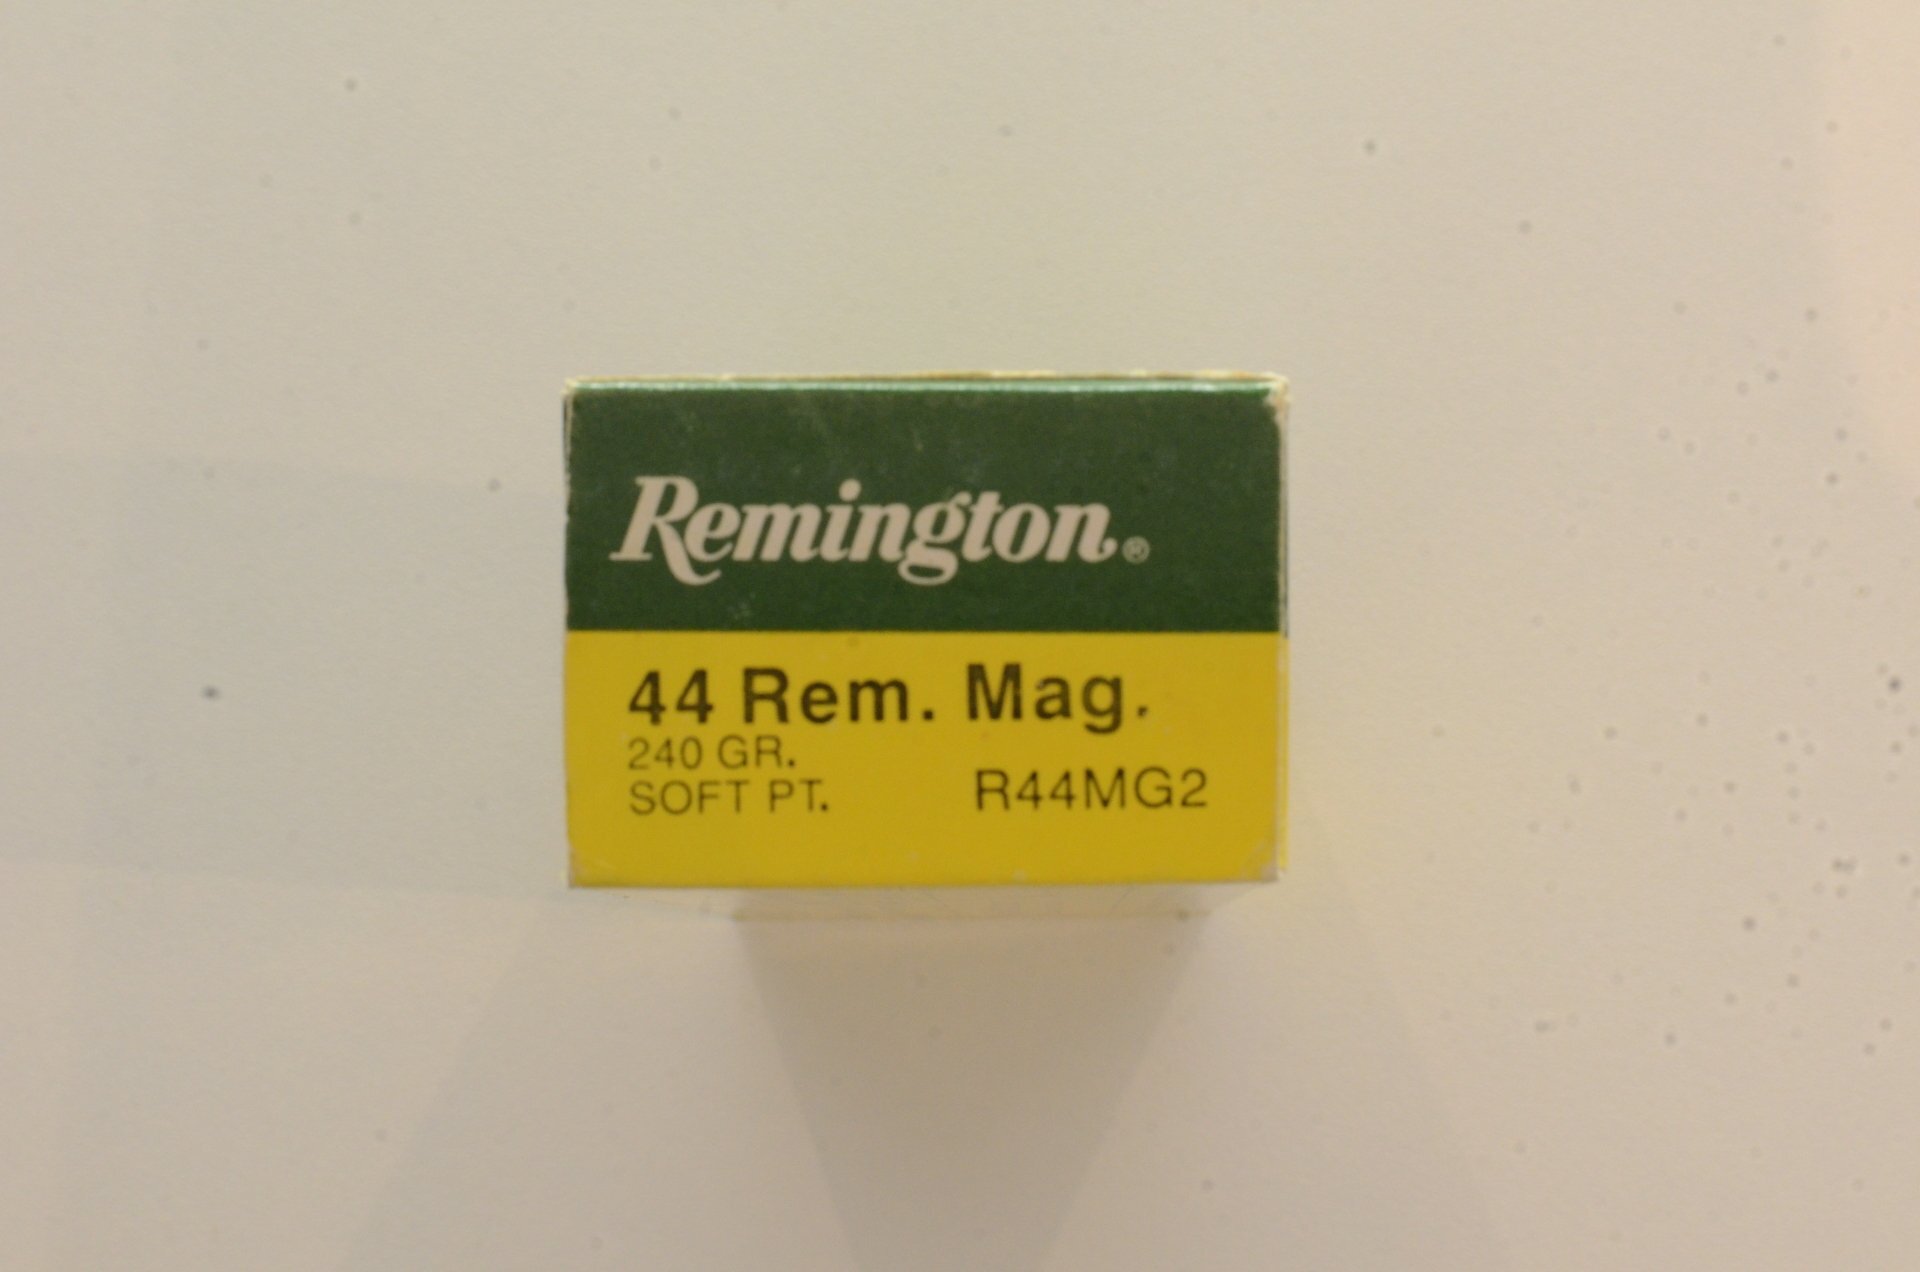 Remington®
44 Rem. Mag.
240 GR.
SOFT PT.
R44MG2